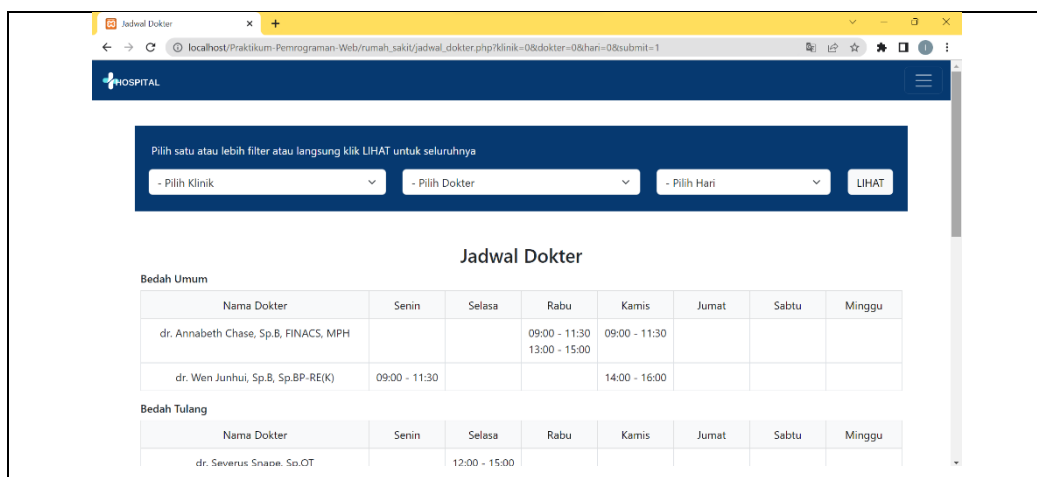 Jadwal Dokter
localhost/Praktikum-Pemrograman-Web/rumah_sakit/jadwal_dokter.php?klinik=0&dokter=0&hari=0&submit=1
HOSPITAL
Pilih satu atau lebih filter atau langsung klik LIHAT untuk seluruhnya
- Pilih Klinik - Pilih Dokter - Pilih Hari LIHAT
Jadwal Dokter
Bedah Umum
Nama Dokter Senin Selasa Rabu Kamis Jumat Sabtu Minggu
dr. Annabeth Chase, Sp.B, FINACS, MPH 09:00 - 11:30 09:00 - 11:30
13:00 - 15:00
dr. Wen Junhui, Sp.B, Sp.BP-RE(K) 09:00 - 11:30 14:00 - 16:00
Bedah Tulang
Nama Dokter Senin Selasa Rabu Kamis Jumat Sabtu Minggu
dr. Severus Snape, Sp.OT 12:00 - 15:00